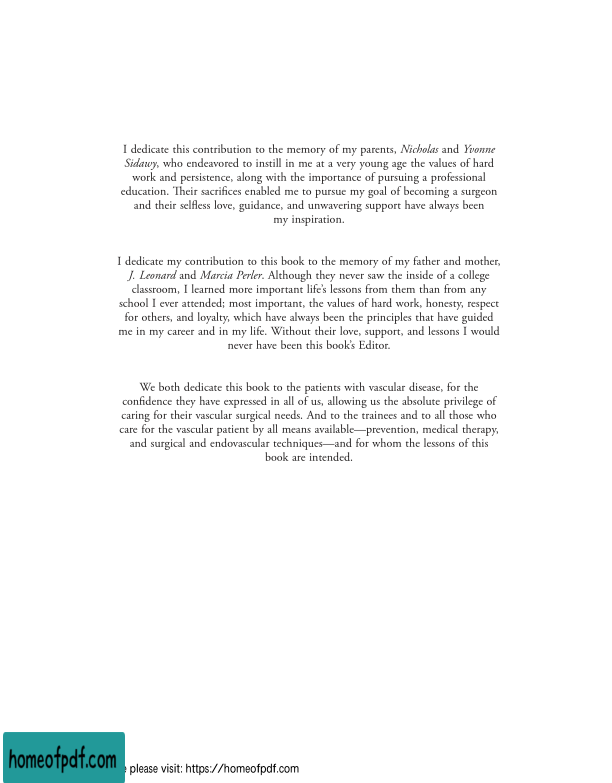 I dedicate this contribution to the memory of my parents, Nicholas and Yvonne
Sidawy, who endeavored to instill in me at a very young age the values of hard
work and persistence, along with the importance of pursuing a professional
education. Their sacrifices enabled me to pursue my goal of becoming a surgeon
and their selfless love, guidance, and unwavering support have always been
my inspiration.
I dedicate my contribution to this book to the memory of my father and mother,
J. Leonard and Marcia Perler. Although they never saw the inside of a college
classroom, I learned more important life’s lessons from them than from any
school I ever attended; most important, the values of hard work, honesty, respect
for others, and loyalty, which have always been the principles that have guided
me in my career and in my life. Without their love, support, and lessons I would
never have been this book’s Editor.
We both dedicate this book to the patients with vascular disease, for the
confidence they have expressed in all of us, allowing us the absolute privilege of
caring for their vascular surgical needs. And to the trainees and to all those who
care for the vascular patient by all means available—prevention, medical therapy,
and surgical and endovascular techniques—and for whom the lessons of this
book are intended.
homeofpdf.com
please visit: https://homeofpdf.com